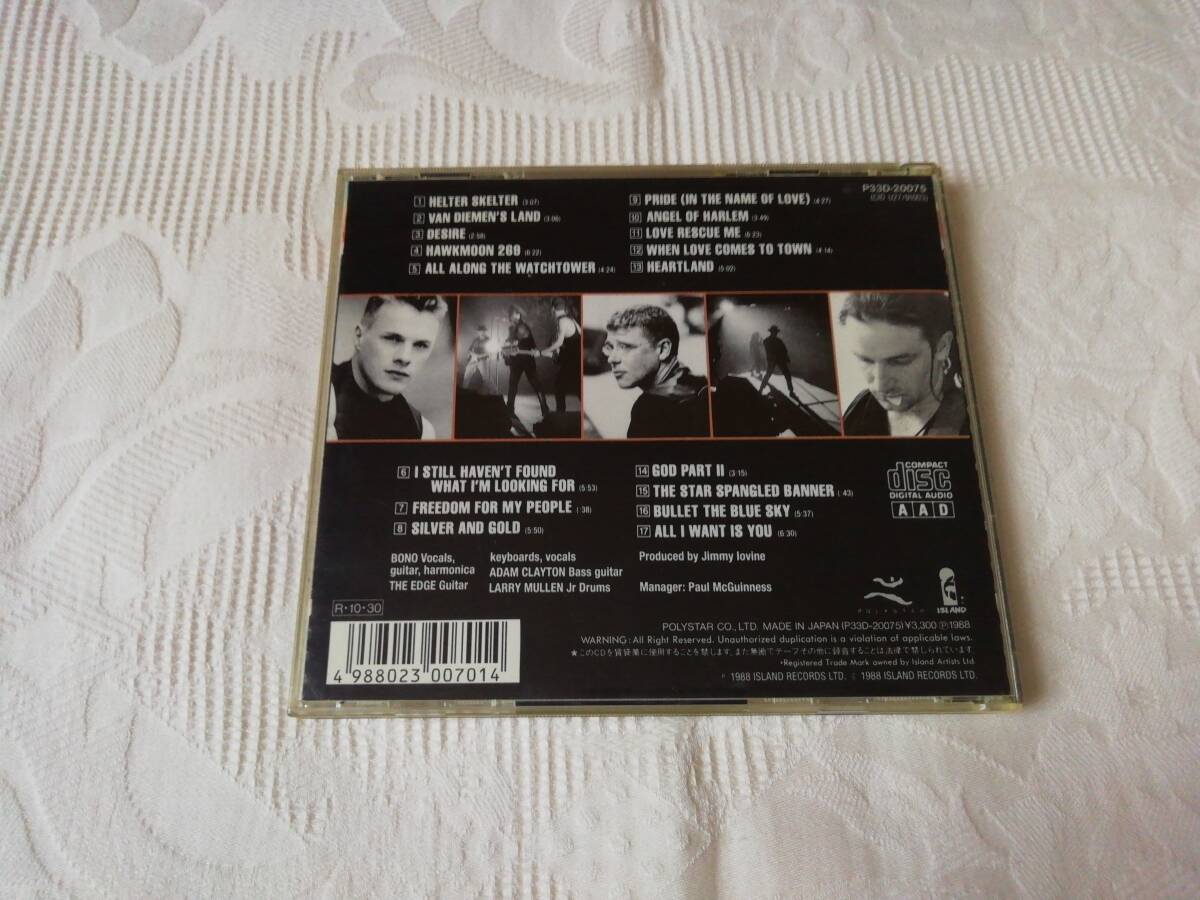 P33D-20075
1 HELTER SKELTER (3:07)
2 VAN DIEMEN'S LAND (3:06)
3 DESIRE (2:58)
4 HAWKMOON 269 (6:22)
5 ALL ALONG THE WATCHTOWER (4:24)
9 PRIDE (IN THE NAME OF LOVE) (4:27)
10 ANGEL OF HARLEM (3:49)
11 LOVE RESCUE ME (6:23)
12 WHEN LOVE COMES TO TOWN (4:14)
13 HEARTLAND (5:02)
6 I STILL HAVEN'T FOUND
WHAT I'M LOOKING FOR (5:53)
7 FREEDOM FOR MY PEOPLE (:38)
8 SILVER AND GOLD (5:50)
14 GOD PART II (3:15)
15 THE STAR SPANGLED BANNER (:43)
16 BULLET THE BLUE SKY (5:37)
17 ALL I WANT IS YOU (6:30)
COMPACT
disc
DIGITAL AUDIO
A A D
BONO Vocals,
guitar, harmonica
THE EDGE Guitar
keyboards, vocals
ADAM CLAYTON Bass guitar
LARRY MULLEN Jr Drums
Produced by Jimmy Iovine
Manager: Paul McGuinness
POLYSTAR
ISLAND
R・10・30
POLYSTAR CO., LTD. MADE IN JAPAN (P33D-20075) ¥3,300 Ⓟ1988
WARNING: All Right Reserved. Unauthorized duplication is a violation of applicable laws.
★このCDを賃貸業に使用することを禁じます。また無断でテープその他に録音することは法律で禁じられています。
•Registered Trade Mark owned by Island Artists Ltd.
℗ 1988 ISLAND RECORDS LTD. © 1988 ISLAND RECORDS LTD.
4 988023 007014